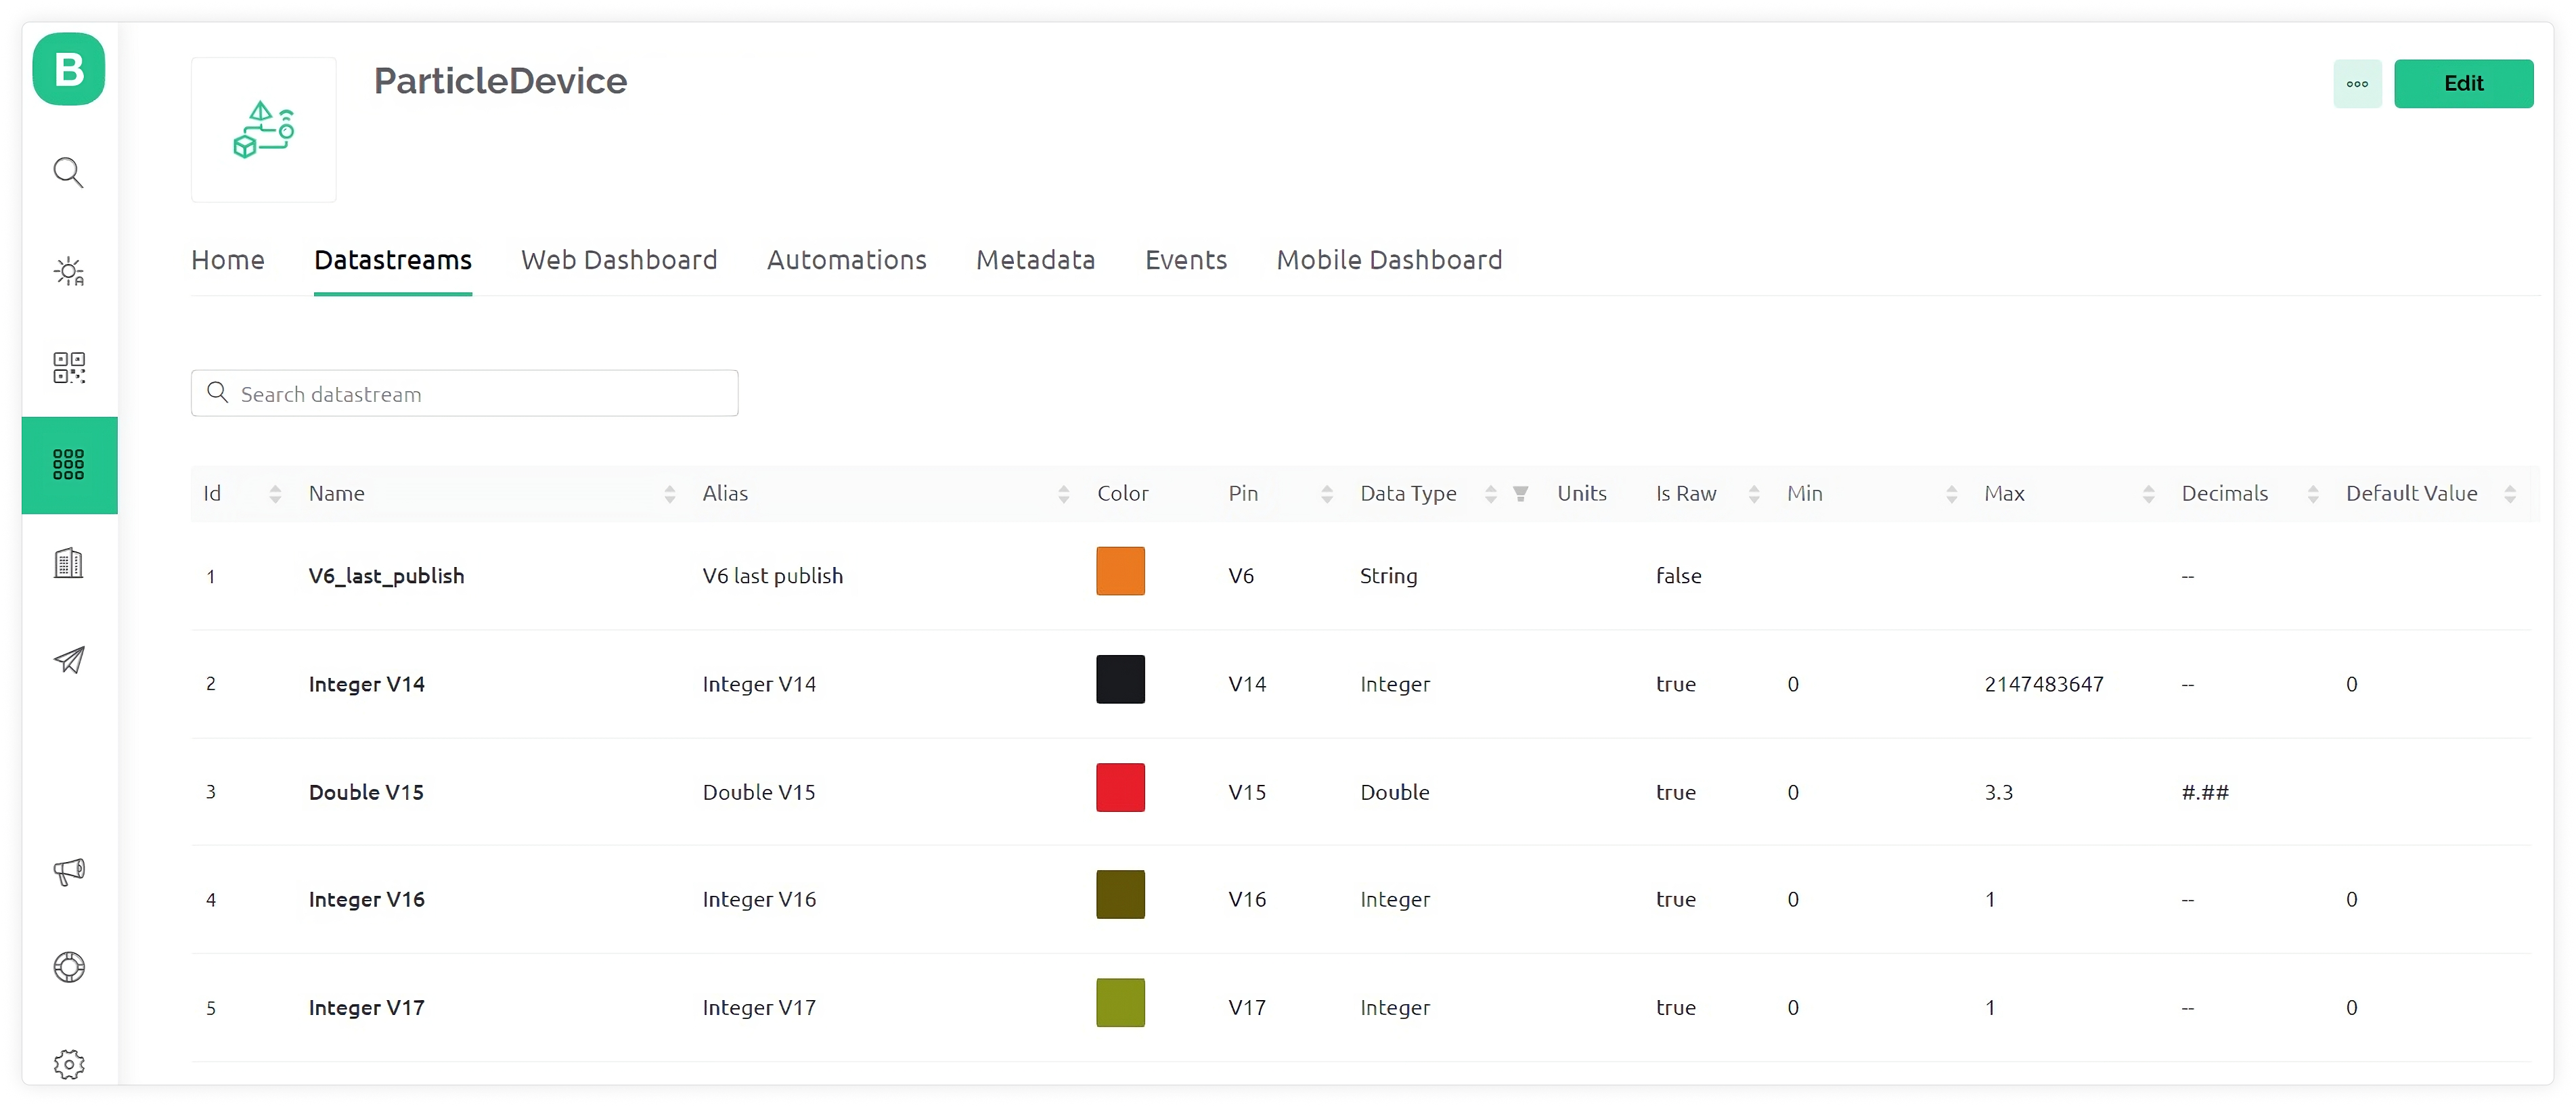 B
ParticleDevice
Edit
Home Datastreams Web Dashboard Automations Metadata Events Mobile Dashboard
Search datastream
Id Name Alias Color Pin Data Type Units Is Raw Min Max Decimals Default Value
1 V6_last_publish V6 last publish V6 String false --
2 Integer V14 Integer V14 V14 Integer true 0 2147483647 -- 0
3 Double V15 Double V15 V15 Double true 0 3.3 #.##
4 Integer V16 Integer V16 V16 Integer true 0 1 -- 0
5 Integer V17 Integer V17 V17 Integer true 0 1 -- 0